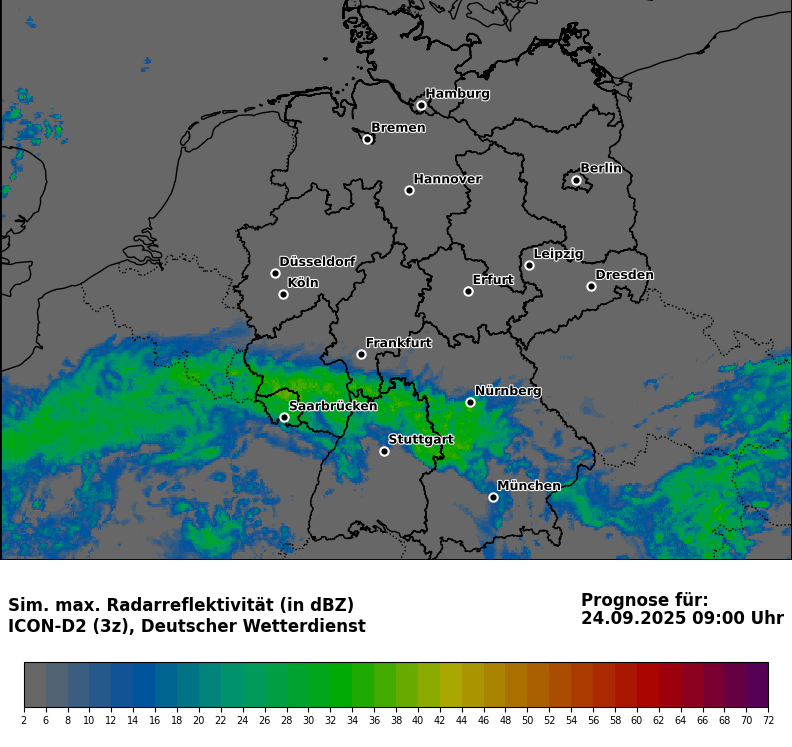 Hamburg
Bremen
Berlin
Hannover
Leipzig
Düsseldorf
Dresden
Köln
Erfurt
Frankfurt
Nürnberg
Saarbrücken
Stuttgart
München
Sim. max. Radarreflektivität (in dBZ)
ICON-D2 (3z), Deutscher Wetterdienst
Prognose für:
24.09.2025 09:00 Uhr
2 6 8 10 12 14 16 18 20 22 24 26 28 30 32 34 36 38 40 42 44 46 48 50 52 54 56 58 60 62 64 66 68 70 72